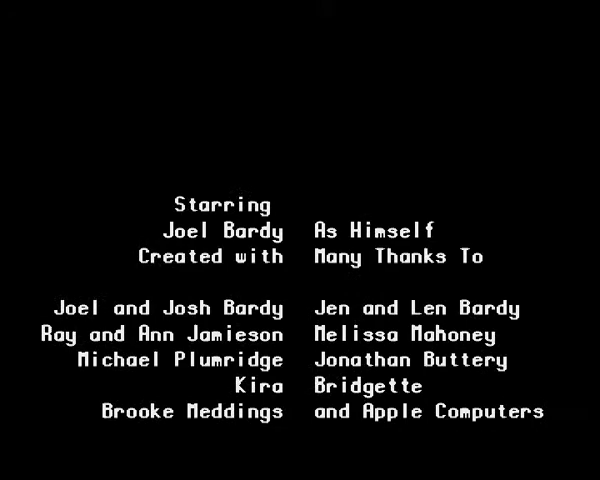 Starring
Joel Bardy As Himself
Created with Many Thanks To
Joel and Josh Bardy Jen and Len Bardy
Ray and Ann Jamieson Melissa Mahoney
Michael Plumridge Jonathan Buttery
Kira Bridgette
Brooke Meddings and Apple Computers